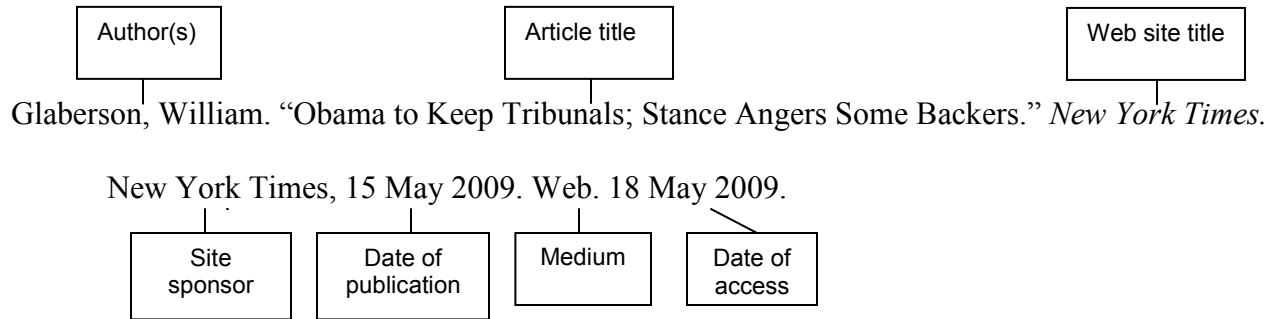 Author(s) Article title Web site title
Glaberson, William. “Obama to Keep Tribunals; Stance Angers Some Backers.” New York Times.
New York Times, 15 May 2009. Web. 18 May 2009.
Site sponsor
Date of publication
Medium
Date of access